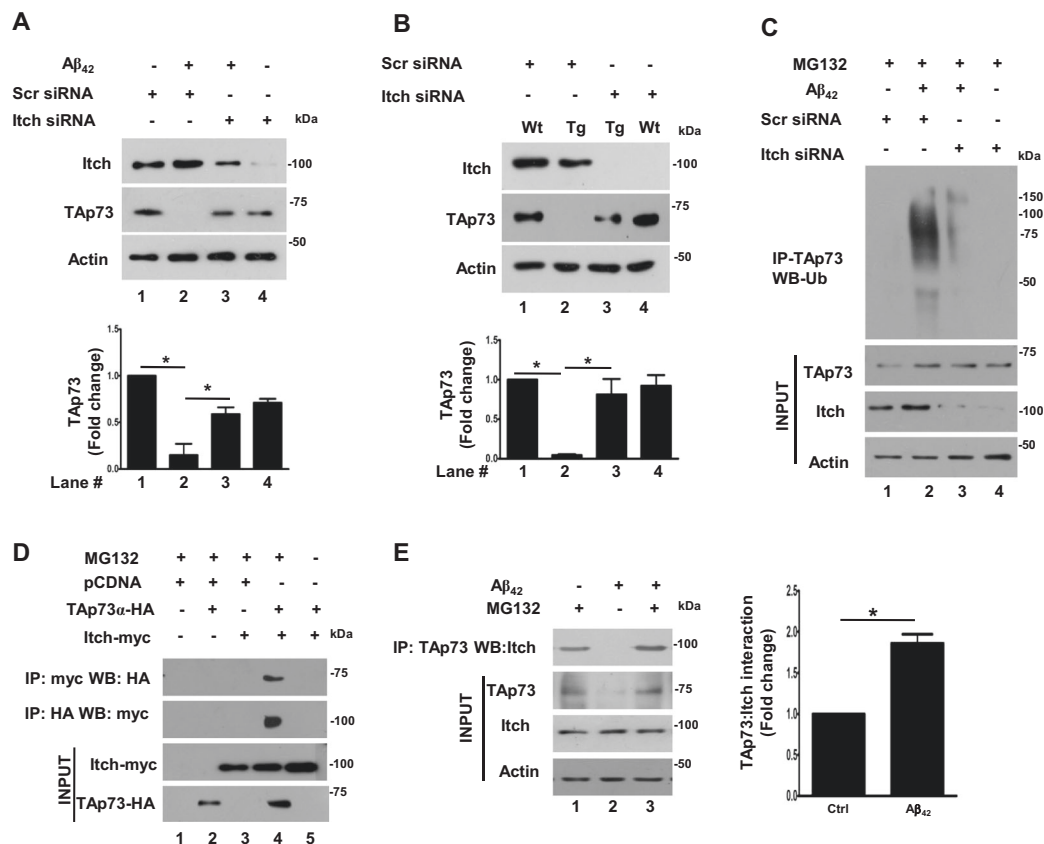 A
Aβ42 - + + -
Scr siRNA + + - -
Itch siRNA - - + + kDa
Itch -100
TAp73 -75
Actin -50
1 2 3 4
TAp73
(Fold change)
1.5
1.0
0.5
0.0
Lane # 1 2 3 4
* *
B
Scr siRNA + + - -
Itch siRNA - - + +
Wt Tg Tg Wt kDa
Itch -100
TAp73 -75
Actin -50
1 2 3 4
TAp73
(Fold change)
1.5
1.0
0.5
0.0
Lane # 1 2 3 4
* *
C
MG132 + + + +
Aβ42 - + + -
Scr siRNA + + - -
Itch siRNA - - + +
kDa
-150
-100
-75
IP-TAp73
WB-Ub
-50
INPUT
TAp73 -75
Itch -100
Actin -50
1 2 3 4
D
MG132 + + + + -
pCDNA + + + - -
TAp73α-HA - + - + +
Itch-myc - - + + + kDa
IP: myc WB: HA -75
IP: HA WB: myc -100
INPUT
Itch-myc -100
TAp73-HA -75
1 2 3 4 5
E
Aβ42 - + +
MG132 + - + kDa
IP: TAp73 WB:Itch -100
INPUT
TAp73 -75
Itch -100
Actin -50
1 2 3
TAp73:Itch interaction
(Fold change)
2.5
2.0
1.5
1.0
0.5
0.0
*
Ctrl Aβ42